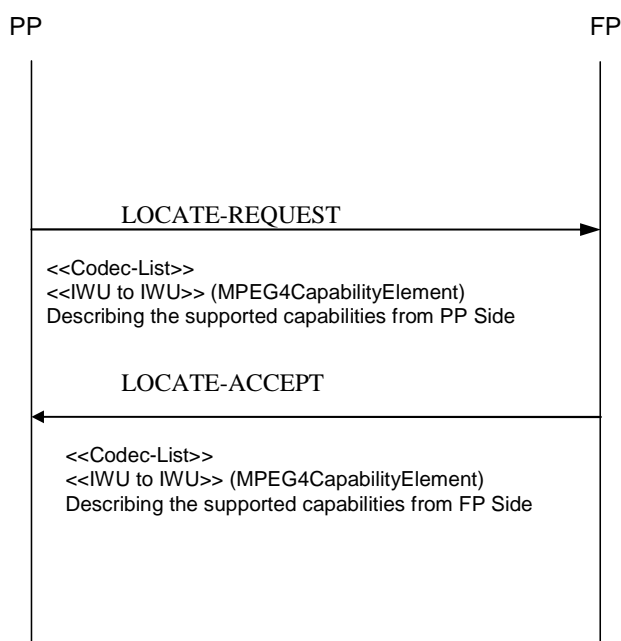 PP
FP
LOCATE-REQUEST
<<Codec-List>>
<<IWU to IWU>> (MPEG4CapabilityElement)
Describing the supported capabilities from PP Side
LOCATE-ACCEPT
<<Codec-List>>
<<IWU to IWU>> (MPEG4CapabilityElement)
Describing the supported capabilities from FP Side